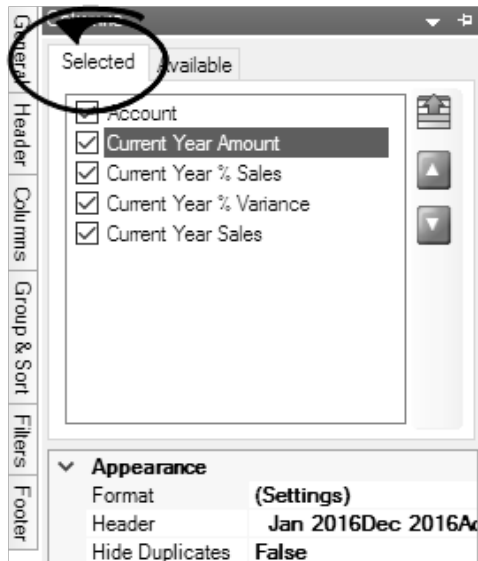 Columns
Selected
Available
Account
Current Year Amount
Current Year % Sales
Current Year % Variance
Current Year Sales
General
Header
Columns
Group & Sort
Filters
Footer
Appearance
Format (Settings)
Header Jan 2016Dec 2016Ac
Hide Duplicates False